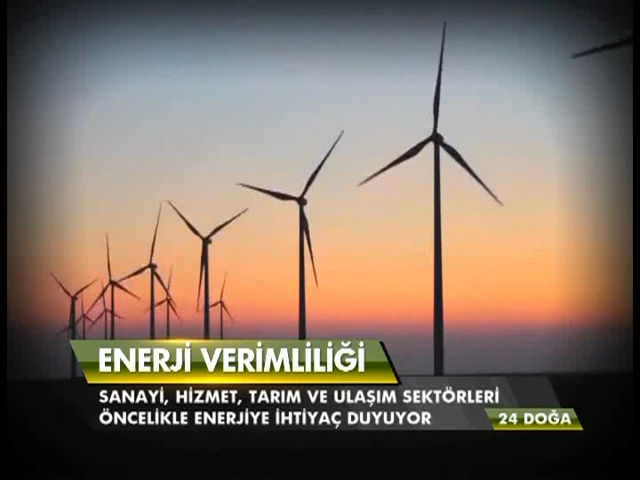 ENERJİ VERİMLİLİĞİ
SANAYİ, HİZMET, TARIM VE ULAŞIM SEKTÖRLERİ
ÖNCELİKLE ENERJİYE İHTİYAÇ DUYUYOR
24 DOĞA